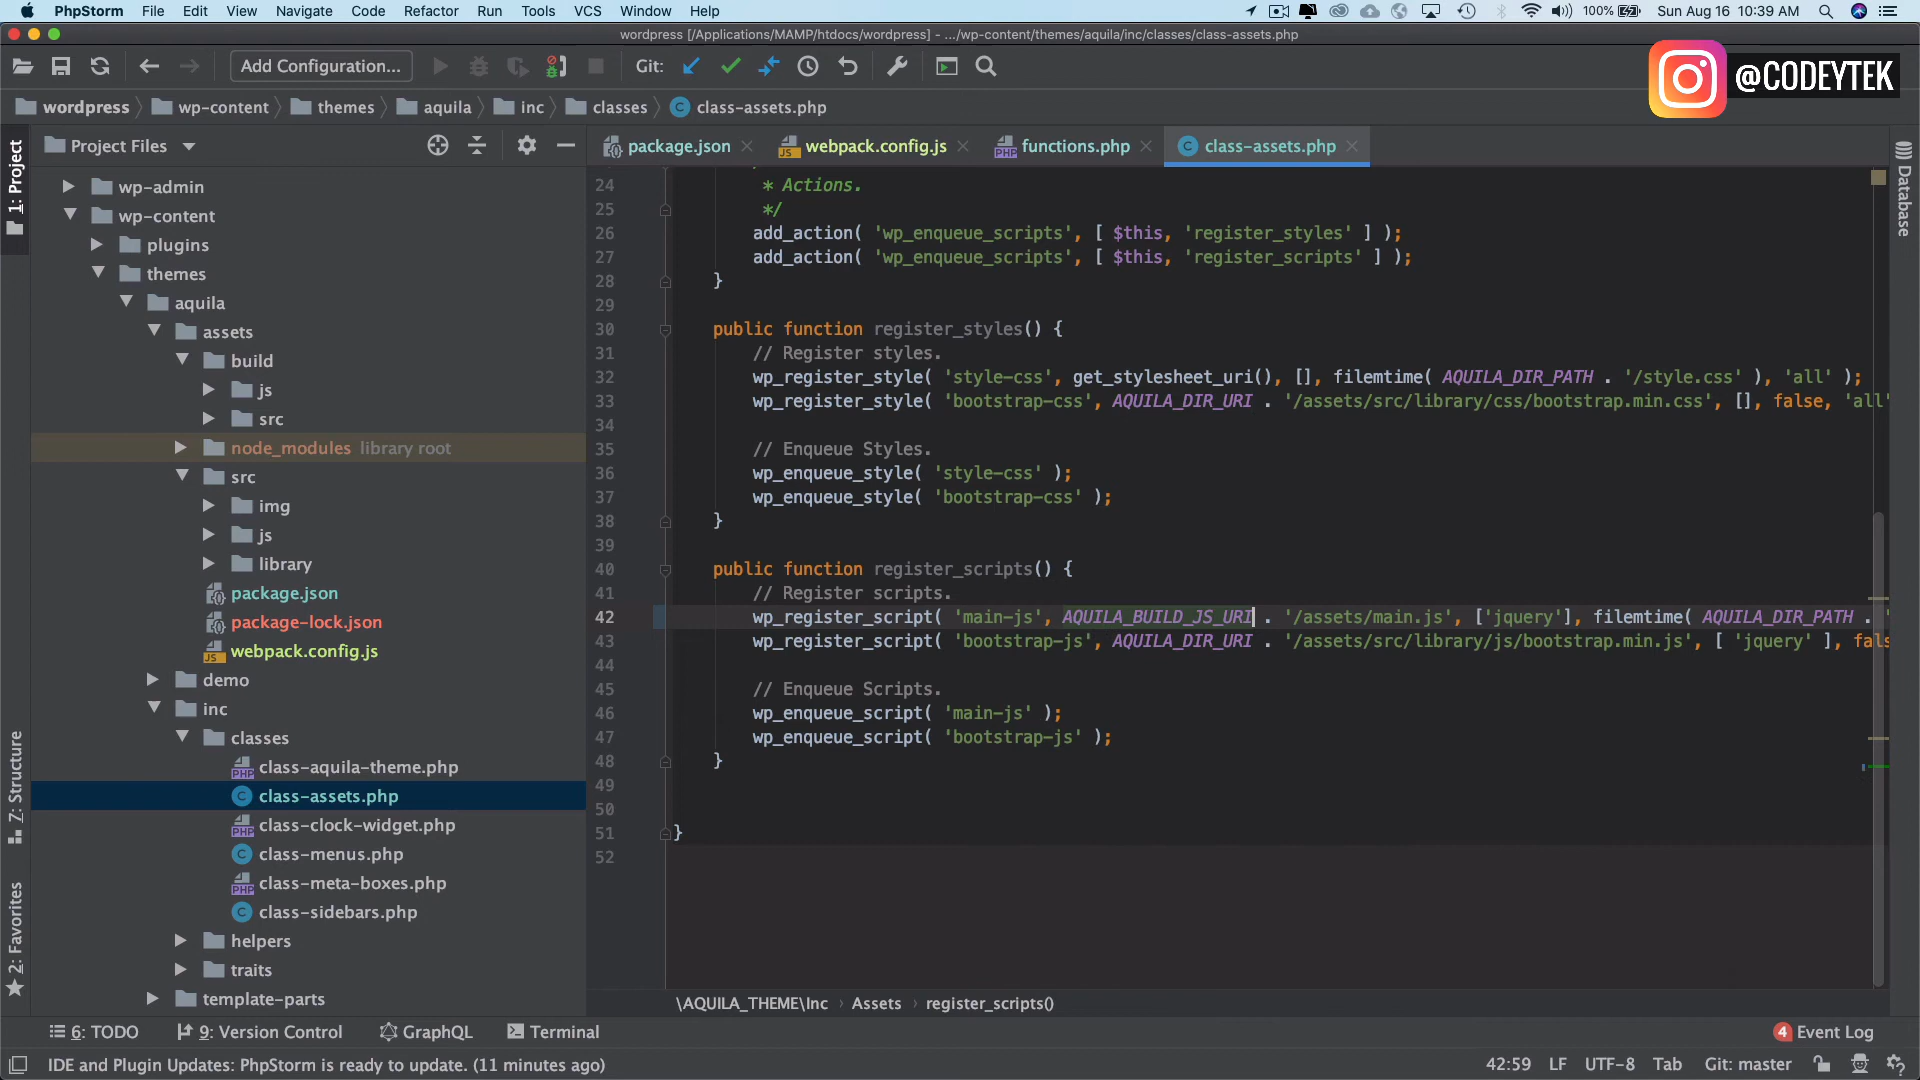 PhpStorm File Edit View Navigate Code Refactor Run Tools VCS Window Help 100% Sun Aug 16 10:39 AM
wordpress [/Applications/MAMP/htdocs/wordpress] - .../wp-content/themes/aquila/inc/classes/class-assets.php
Add Configuration... Git:
@CODEYTEK
wordpress wp-content themes aquila inc classes class-assets.php
1: Project
Project Files
package.json webpack.config.js functions.php class-assets.php
Database
wp-admin
wp-content
plugins
themes
aquila
assets
build
js
src
node_modules library root
src
img
js
library
package.json
package-lock.json
webpack.config.js
demo
inc
classes
class-aquila-theme.php
class-assets.php
class-clock-widget.php
class-menus.php
class-meta-boxes.php
class-sidebars.php
helpers
traits
template-parts
Z: Structure
2: Favorites
24 * Actions.
25 */
26 add_action( 'wp_enqueue_scripts', [ $this, 'register_styles' ] );
27 add_action( 'wp_enqueue_scripts', [ $this, 'register_scripts' ] );
28 }
29
30 public function register_styles() {
31 // Register styles.
32 wp_register_style( 'style-css', get_stylesheet_uri(), [], filemtime( AQUILA_DIR_PATH . '/style.css' ), 'all' );
33 wp_register_style( 'bootstrap-css', AQUILA_DIR_URI . '/assets/src/library/css/bootstrap.min.css', [], false, 'all'
34
35 // Enqueue Styles.
36 wp_enqueue_style( 'style-css' );
37 wp_enqueue_style( 'bootstrap-css' );
38 }
39
40 public function register_scripts() {
41 // Register scripts.
42 wp_register_script( 'main-js', AQUILA_BUILD_JS_URI . '/assets/main.js', ['jquery'], filemtime( AQUILA_DIR_PATH . '
43 wp_register_script( 'bootstrap-js', AQUILA_DIR_URI . '/assets/src/library/js/bootstrap.min.js', [ 'jquery' ], fals
44
45 // Enqueue Scripts.
46 wp_enqueue_script( 'main-js' );
47 wp_enqueue_script( 'bootstrap-js' );
48 }
49
50
51 }
52
\AQUILA_THEME\Inc Assets register_scripts()
6: TODO 9: Version Control GraphQL Terminal 4 Event Log
IDE and Plugin Updates: PhpStorm is ready to update. (11 minutes ago) 42:59 LF UTF-8 Tab Git: master